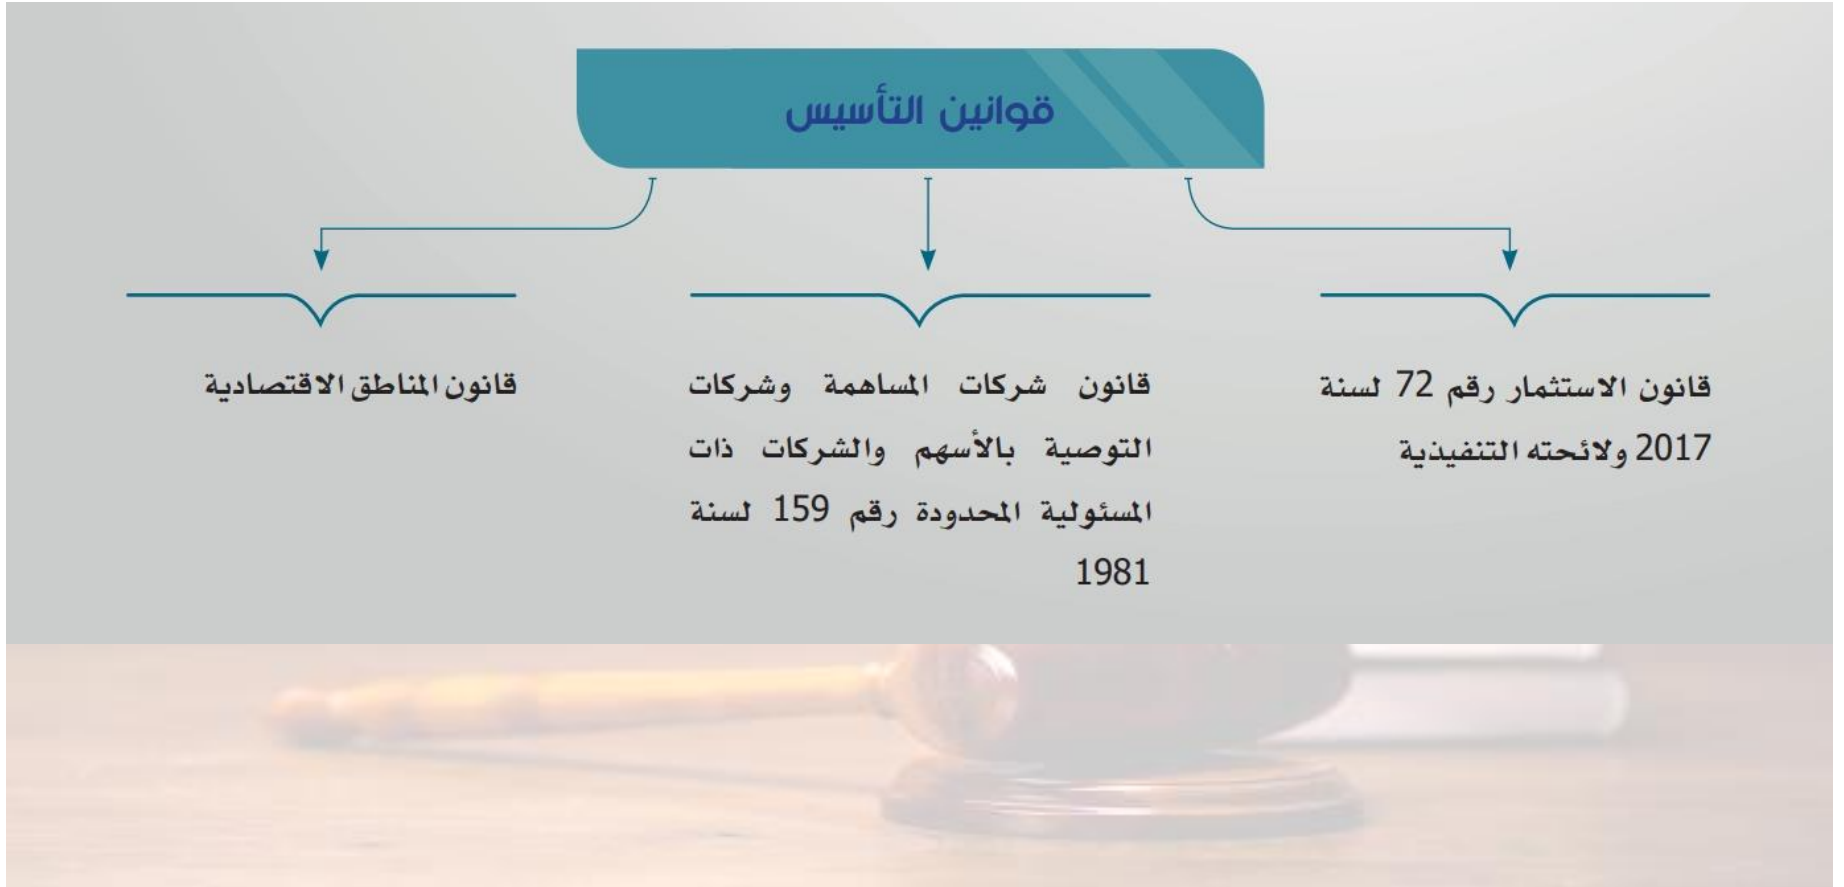 قوانين التأسيس
قانون الاستثمار رقم 72 لسنة
2017 ولائحته التنفيذية
قانون شركات المساهمة وشركات
التوصية بالأسهم والشركات ذات
المسئولية المحدودة رقم 159 لسنة
1981
قانون المناطق الاقتصادية